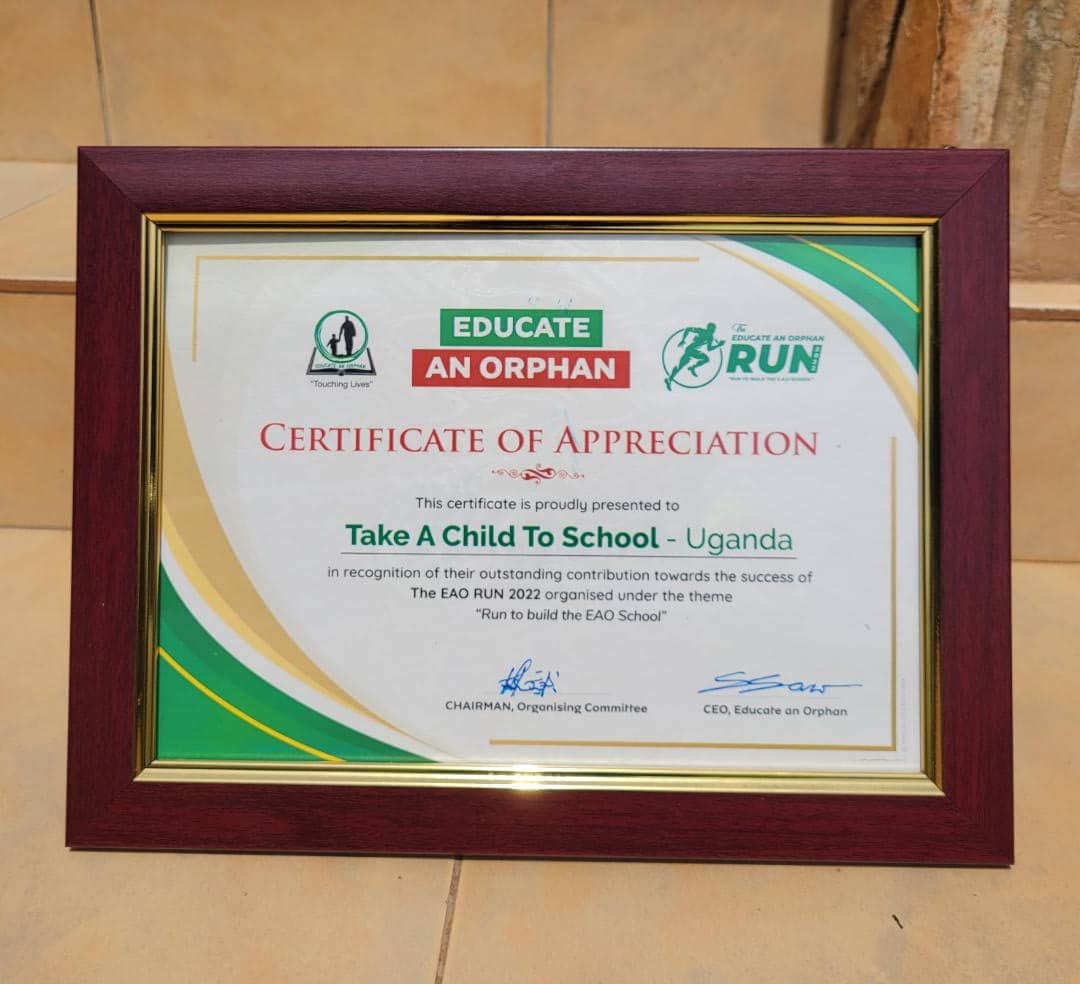 EDUCATE AN ORPHAN
"Touching Lives"
EDUCATE
AN ORPHAN
The
EDUCATE AN ORPHAN
RUN
CERTIFICATE OF APPRECIATION
This certificate is proudly presented to
Take A Child To School - Uganda
in recognition of their outstanding contribution towards the success of
The EAO RUN 2022 organised under the theme
"Run to build the EAO School"
CHAIRMAN, Organising Committee
CEO, Educate an Orphan